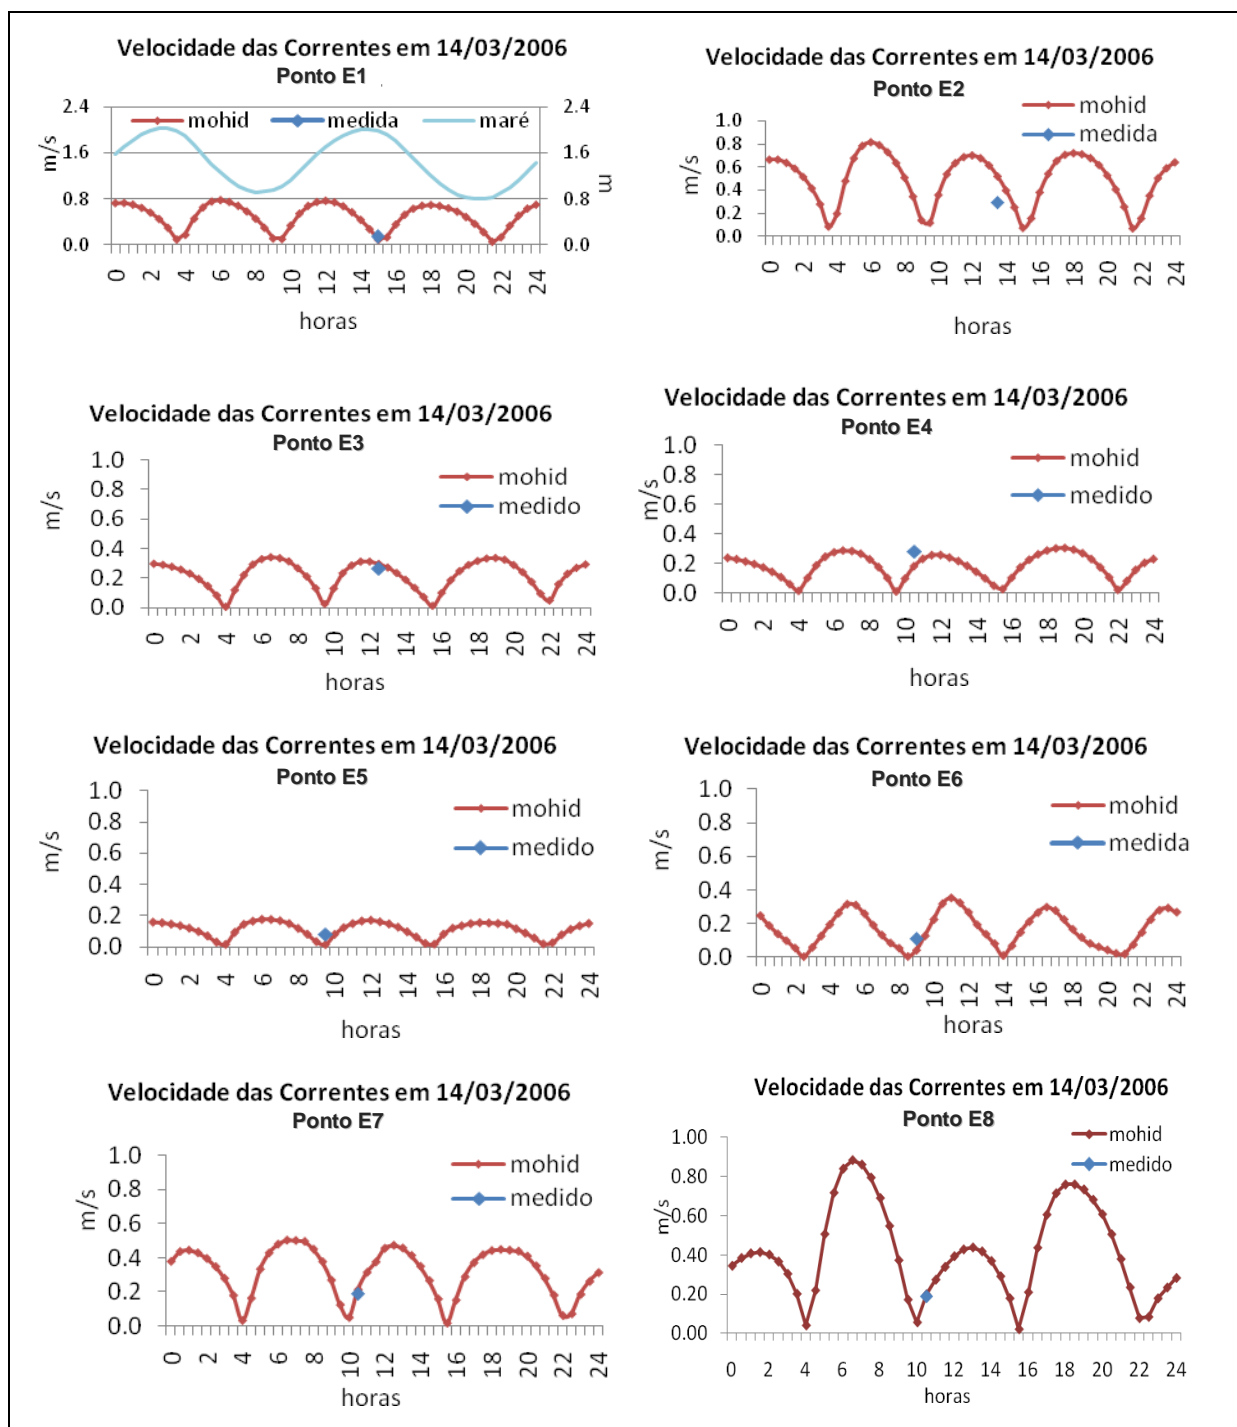 Velocidade das Correntes em 14/03/2006
Ponto E1
mohid medida maré
m/s
2.4
1.6
0.8
0.0
2.4
1.6
0.8
0.0
m
0 2 4 6 8 10 12 14 16 18 20 22 24
horas
Velocidade das Correntes em 14/03/2006
Ponto E2
mohid
medida
m/s
1.0
0.8
0.6
0.4
0.2
0.0
0 2 4 6 8 10 12 14 16 18 20 22 24
horas
Velocidade das Correntes em 14/03/2006
Ponto E3
mohid
medido
m/s
1.0
0.8
0.6
0.4
0.2
0.0
0 2 4 6 8 10 12 14 16 18 20 22 24
horas
Velocidade das Correntes em 14/03/2006
Ponto E4
mohid
medido
m/s
1.0
0.8
0.6
0.4
0.2
0.0
0 2 4 6 8 10 12 14 16 18 20 22 24
horas
Velocidade das Correntes em 14/03/2006
Ponto E5
mohid
medido
m/s
1.0
0.8
0.6
0.4
0.2
0.0
0 2 4 6 8 10 12 14 16 18 20 22 24
horas
Velocidade das Correntes em 14/03/2006
Ponto E6
mohid
medida
m/s
1.0
0.8
0.6
0.4
0.2
0.0
0 2 4 6 8 10 12 14 16 18 20 22 24
horas
Velocidade das Correntes em 14/03/2006
Ponto E7
mohid
medido
m/s
1.0
0.8
0.6
0.4
0.2
0.0
0 2 4 6 8 10 12 14 16 18 20 22 24
horas
Velocidade das Correntes em 14/03/2006
Ponto E8
mohid
medido
m/s
1.00
0.80
0.60
0.40
0.20
0.00
0 2 4 6 8 10 12 14 16 18 20 22 24
horas